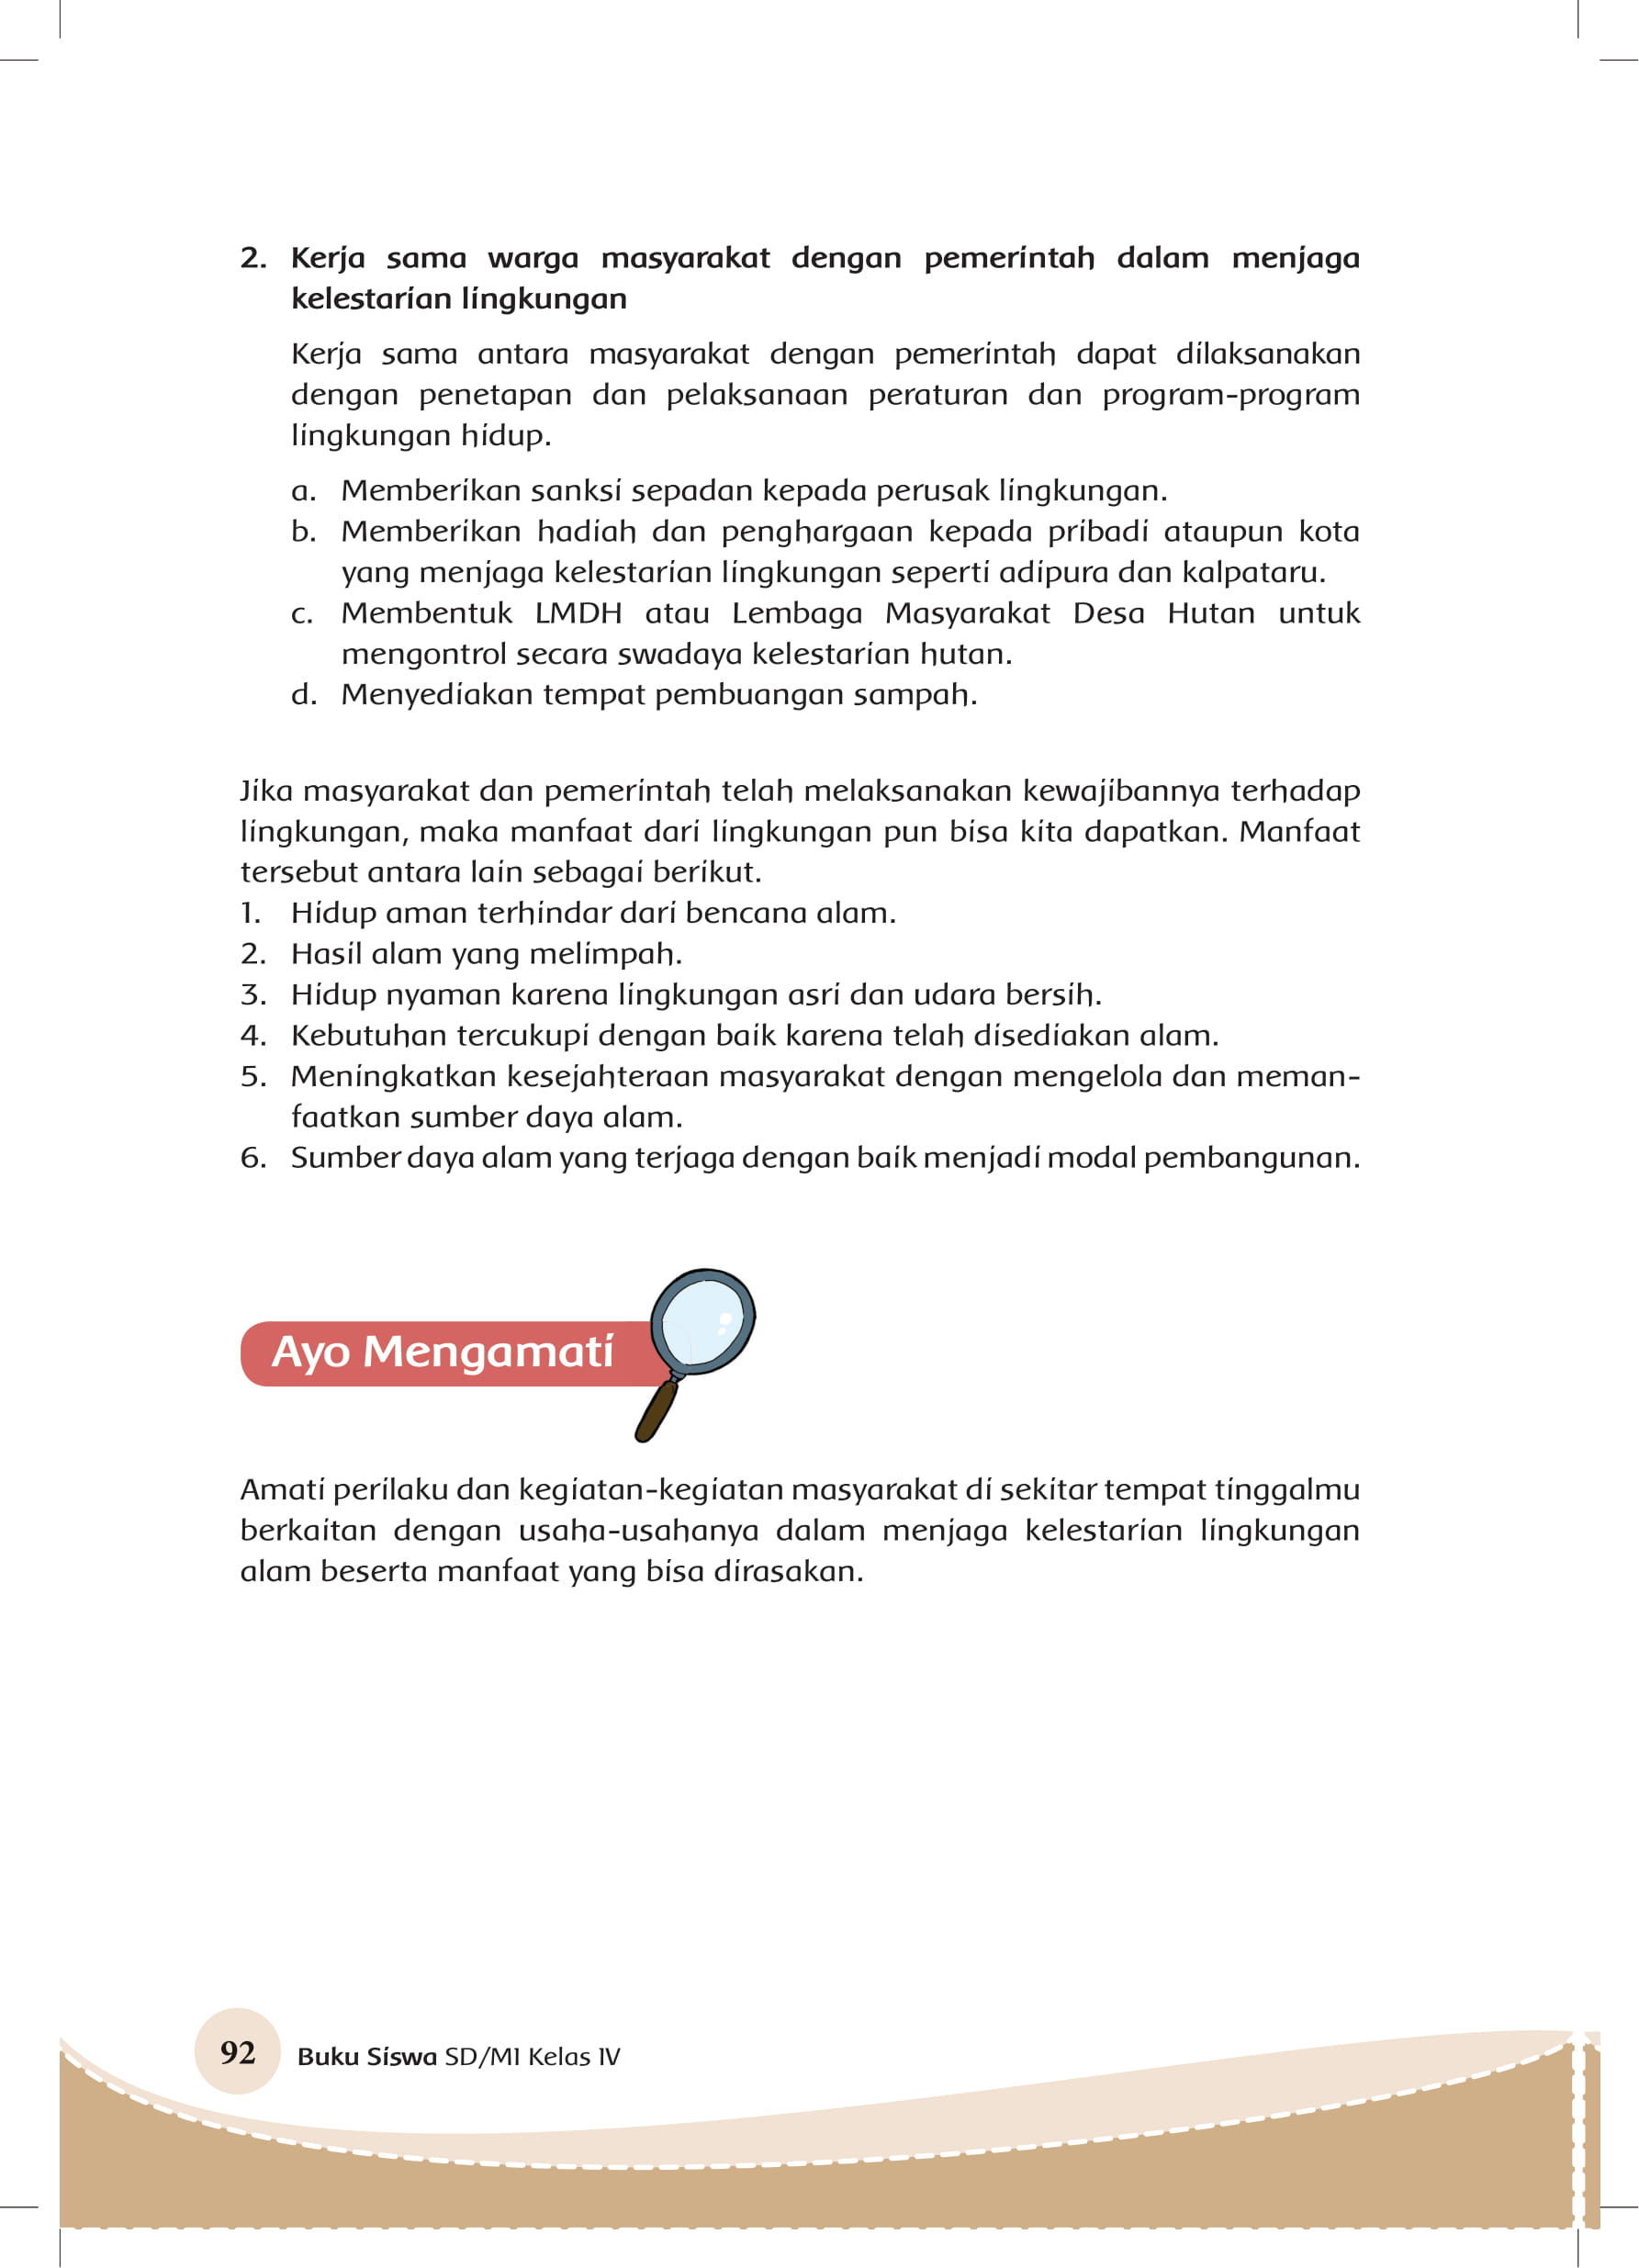 2. Kerja sama warga masyarakat dengan pemerintah dalam menjaga
kelestarian lingkungan
Kerja sama antara masyarakat dengan pemerintah dapat dilaksanakan
dengan penetapan dan pelaksanaan peraturan dan program-program
lingkungan hidup.
a. Memberikan sanksi sepadan kepada perusak lingkungan.
b. Memberikan hadiah dan penghargaan kepada pribadi ataupun kota
yang menjaga kelestarian lingkungan seperti adipura dan kalpataru.
c. Membentuk LMDH atau Lembaga Masyarakat Desa Hutan untuk
mengontrol secara swadaya kelestarian hutan.
d. Menyediakan tempat pembuangan sampah.
Jika masyarakat dan pemerintah telah melaksanakan kewajibannya terhadap
lingkungan, maka manfaat dari lingkungan pun bisa kita dapatkan. Manfaat
tersebut antara lain sebagai berikut.
1. Hidup aman terhindar dari bencana alam.
2. Hasil alam yang melimpah.
3. Hidup nyaman karena lingkungan asri dan udara bersih.
4. Kebutuhan tercukupi dengan baik karena telah disediakan alam.
5. Meningkatkan kesejahteraan masyarakat dengan mengelola dan meman-
faatkan sumber daya alam.
6. Sumber daya alam yang terjaga dengan baik menjadi modal pembangunan.
Ayo Mengamati
Amati perilaku dan kegiatan-kegiatan masyarakat di sekitar tempat tinggalmu
berkaitan dengan usaha-usahanya dalam menjaga kelestarian lingkungan
alam beserta manfaat yang bisa dirasakan.
92 Buku Siswa SD/MI Kelas IV